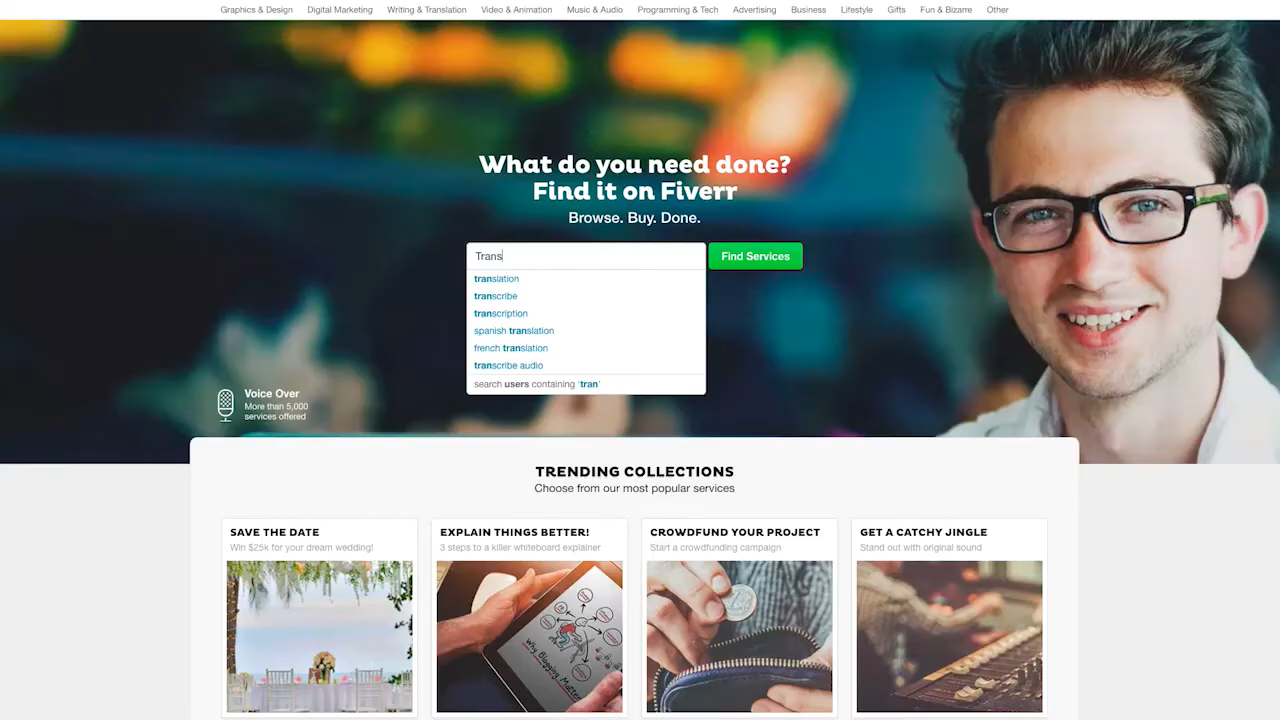 Graphics & Design Digital Marketing Writing & Translation Video & Animation Music & Audio Programming & Tech Advertising Business Lifestyle Gifts Fun & Bizarre Other
What do you need done?
Find it on Fiverr
Browse. Buy. Done.
Trans Find Services
translation
transcribe
transcription
spanish translation
french translation
transcribe audio
search users containing 'tran'
Voice Over
More than 5,000
services offered
TRENDING COLLECTIONS
Choose from our most popular services
SAVE THE DATE
Win $25k for your dream wedding!
EXPLAIN THINGS BETTER!
3 steps to a killer whiteboard explainer
Why Blogging Matters
CROWDFUND YOUR PROJECT
Start a crowdfunding campaign
GET A CATCHY JINGLE
Stand out with original sound